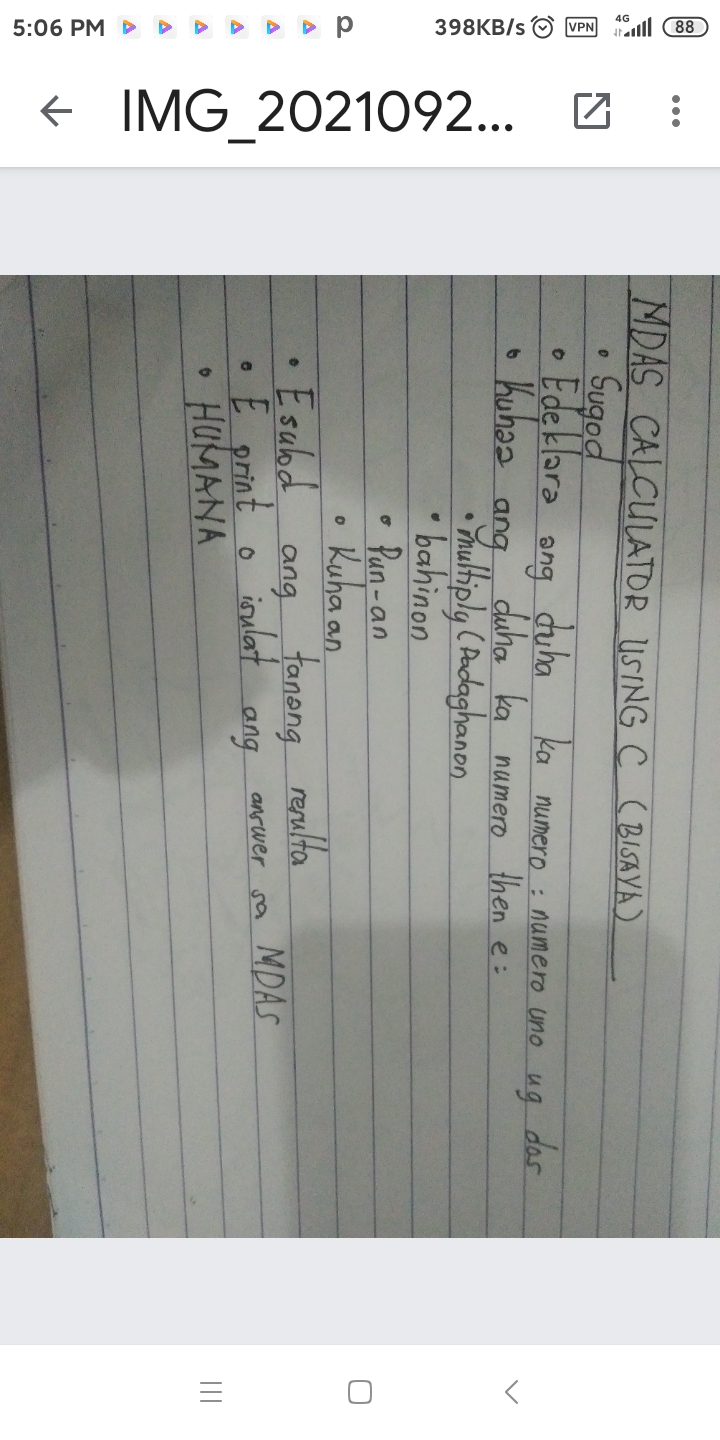 5:06 PM p 398KB/s VPN 4G 88
IMG_2021092...
MDAS CALCULATOR USING C (BISAYA)
• Sugod
• Edeklara ang duha ka numero : numero uno ug dos
• Kuhaa ang duha ka numero then e :
• multiply (Padaghanon
• bahinon
• Pun-an
• Kuhaan
• E sulod ang tanang resulta
• E print o isulat ang answer sa MDAS
• HUMANA